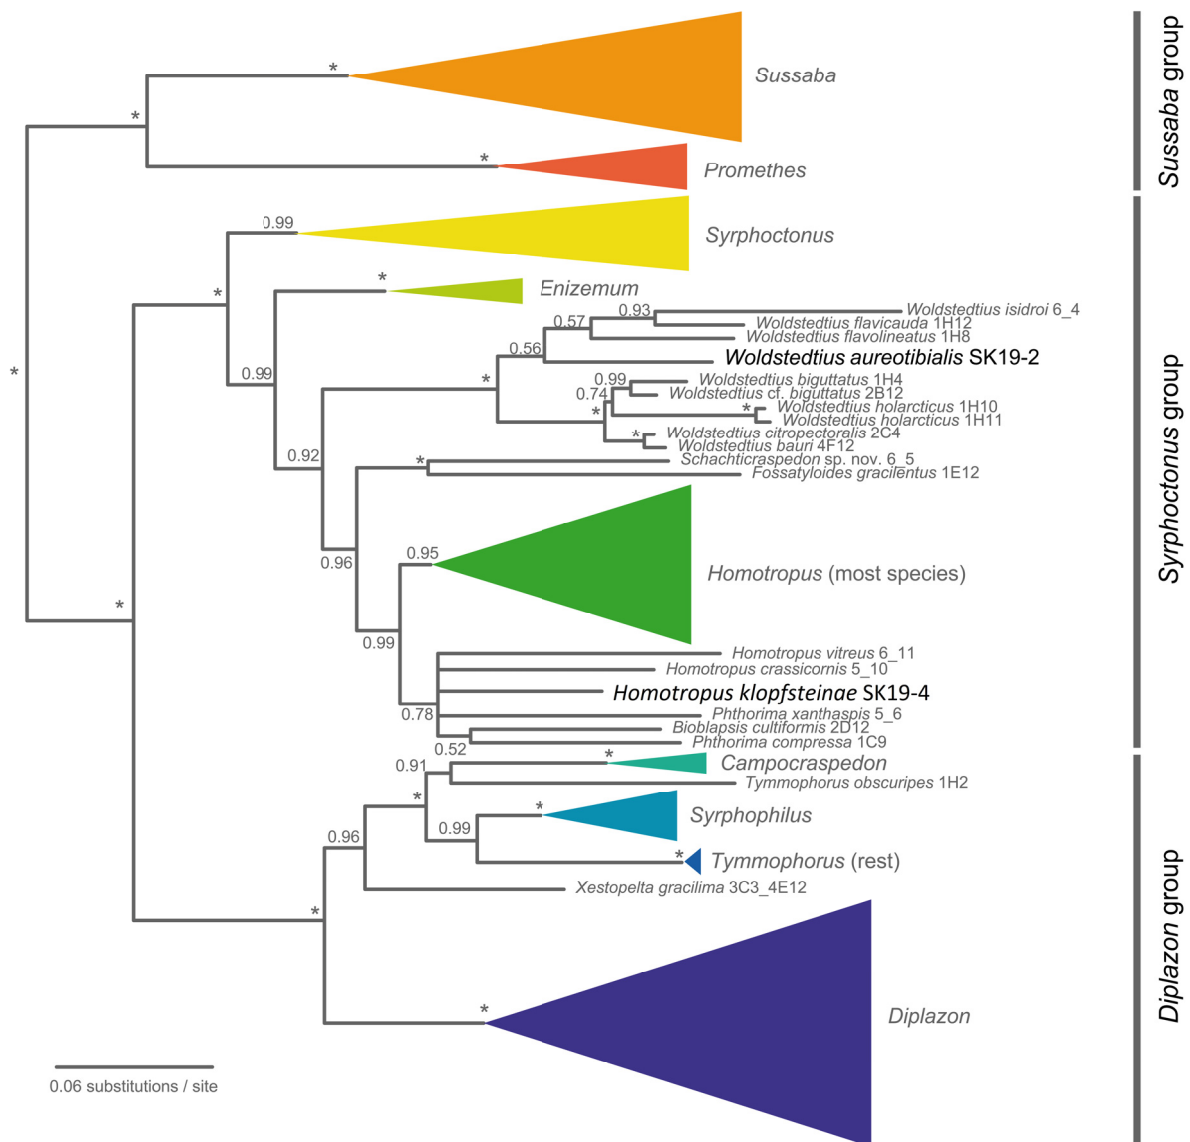 *
Sussaba
*
*
Promethes
Sussaba group
0.99
Syrphoctonus
*
*
Enizemum
0.93
Woldstedtius isidroi 6_4
0.57
Woldstedtius flavicauda 1H12
Woldstedtius flavolineatus 1H8
0.56
Woldstedtius aureotibialis SK19-2
*
0.99
0.99
Woldstedtius biguttatus 1H4
0.74
Woldstedtius cf. biguttatus 2B12
*
*
Woldstedtius holarcticus 1H10
Woldstedtius holarcticus 1H11
*
Woldstedtius citropectoralis 2C4
Woldstedtius bauri 4F12
0.92
*
Schachticraspedon sp. nov. 6_5
Fossatyloides gracilentus 1E12
*
0.95
0.96
Homotropus (most species)
Syrphoctonus group
*
0.99
Homotropus vitreus 6_11
Homotropus crassicornis 5_10
Homotropus klopfsteinae SK19-4
0.78
Phthorima xanthaspis 5_6
Bioblapsis cultiformis 2D12
0.52
Phthorima compressa 1C9
*
Campocraspedon
0.91
Tymmophorus obscuripes 1H2
*
*
Syrphophilus
0.99
0.96
*
Tymmophorus (rest)
Xestopelta gracilima 3C3_4E12
*
*
Diplazon
Diplazon group
0.06 substitutions / site